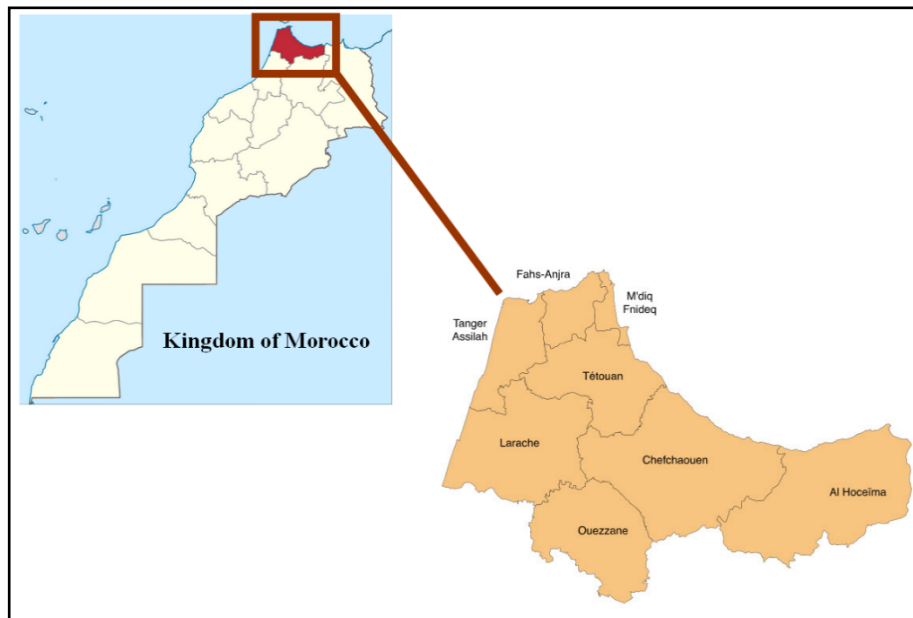 Kingdom of Morocco
Fahs-Anjra
M'diq
Fnideq
Tanger
Assilah
Tétouan
Larache
Chefchaouen
Al Hoceïma
Ouezzane